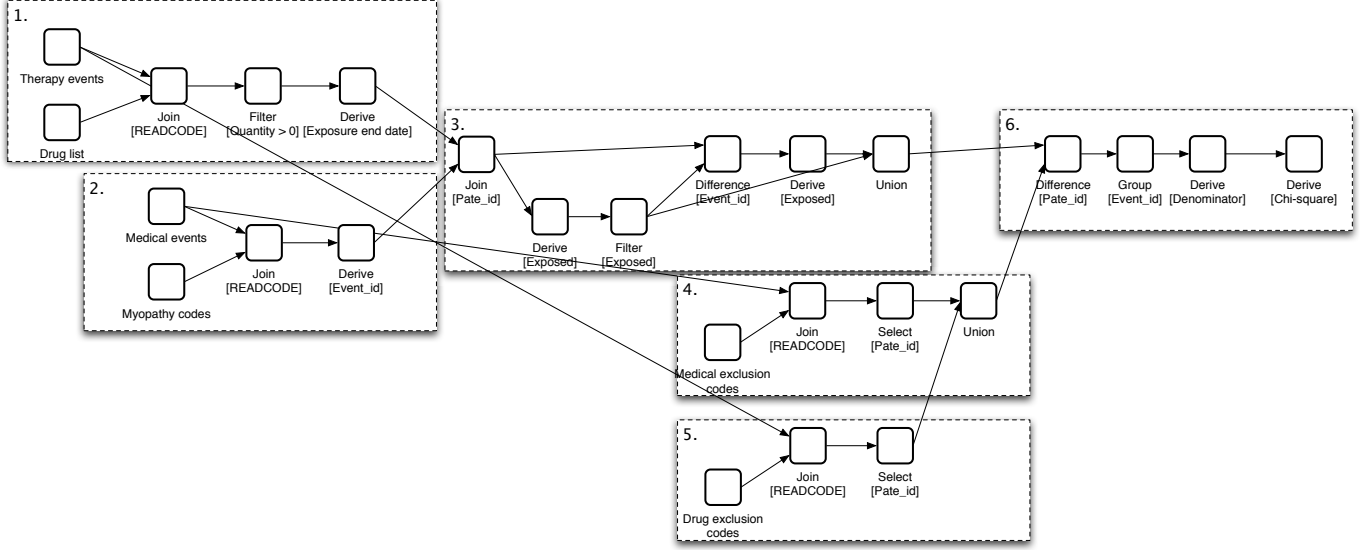 1.
Therapy events
Drug list
Join
[READCODE]
Filter
[Quantity > 0]
Derive
[Exposure end date]
2.
Medical events
Myopathy codes
Join
[READCODE]
Derive
[Event_id]
3.
Join
[Pate_id]
Derive
[Exposed]
Filter
[Exposed]
Difference
[Event_id]
Derive
[Exposed]
Union
4.
Medical exclusion
codes
Join
[READCODE]
Select
[Pate_id]
Union
5.
Drug exclusion
codes
Join
[READCODE]
Select
[Pate_id]
6.
Difference
[Pate_id]
Group
[Event_id]
Derive
[Denominator]
Derive
[Chi-square]